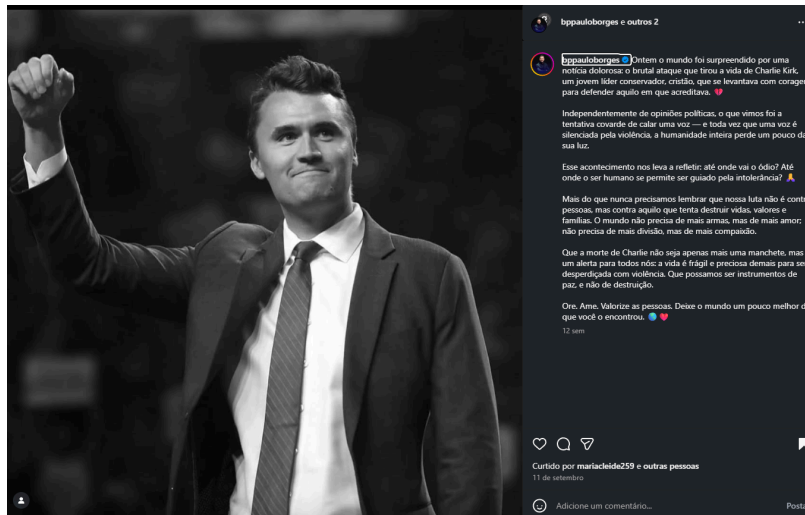 bppauloborges e outros 2
bppauloborges Ontem o mundo foi surpreendido por uma
notícia dolorosa: o brutal ataque que tirou a vida de Charlie Kirk,
um jovem líder conservador, cristão, que se levantava com corage
para defender aquilo em que acreditava. 💔
Independentemente de opiniões políticas, o que vimos foi a
tentativa covarde de calar uma voz — e toda vez que uma voz é
silenciada pela violência, a humanidade inteira perde um pouco da
sua luz.
Esse acontecimento nos leva a refletir: até onde vai o ódio? Até
onde o ser humano se permite ser guiado pela intolerância? 🙏
Mais do que nunca precisamos lembrar que nossa luta não é contr
pessoas, mas contra aquilo que tenta destruir vidas, valores e
famílias. O mundo não precisa de mais armas, mas de mais amor;
não precisa de mais divisão, mas de mais compaixão.
Que a morte de Charlie não seja apenas mais uma manchete, mas
um alerta para todos nós: a vida é frágil e preciosa demais para se
desperdiçada com violência. Que possamos ser instrumentos de
paz, e não de destruição.
Ore. Ame. Valorize as pessoas. Deixe o mundo um pouco melhor d
que você o encontrou. 🌎 ❤️
12 sem
Curtido por mariacleide259 e outras pessoas
11 de setembro
Adicione um comentário...
Posta